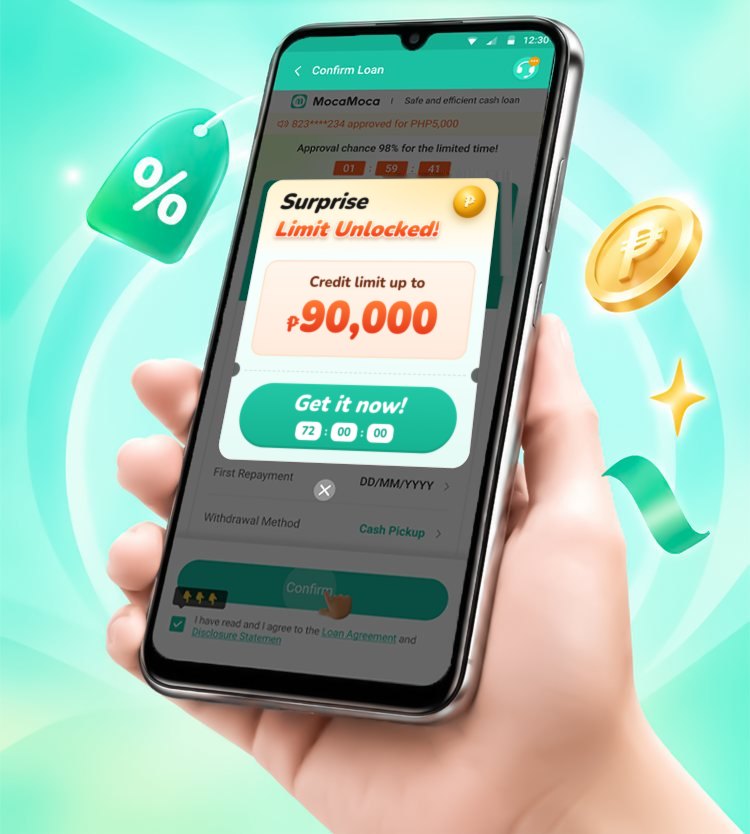 12:30
Confirm Loan
MocaMoca | Safe and efficient cash loan
823****234 approved for PHP5,000
Approval chance 98% for the limited time!
01 : 59 : 41
%
Surprise
₱
Limit Unlocked!
₱
Credit limit up to
₱90,000
Get it now!
72 : 00 : 00
First Repayment DD/MM/YYYY
Withdrawal Method Cash Pickup
Confirm
I have read and I agree to the Loan Agreement and
Disclosure Statemen